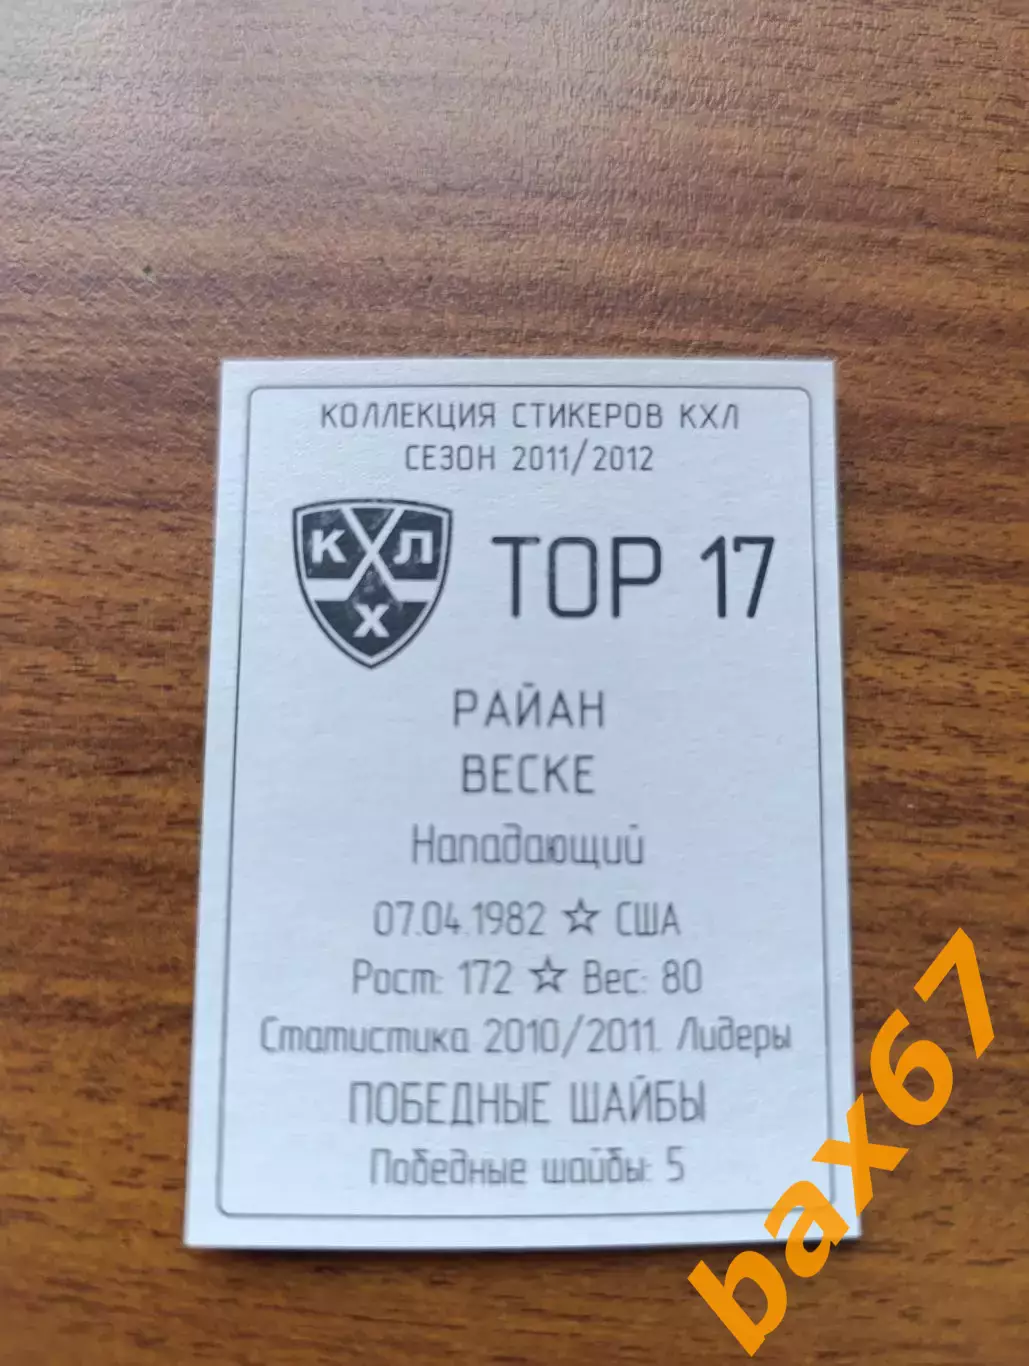 КОЛЛЕКЦИЯ СТИКЕРОВ КХЛ
СЕЗОН 2011/2012
К Л
Х
TOP 17
РАЙАН
ВЕСКЕ
Нападающий
07.04.1982 ☆ США
Рост: 172 ☆ Вес: 80
Статистика 2010/2011. Лидеры
ПОБЕДНЫЕ ШАЙБЫ
Победные шайбы: 5
bax67